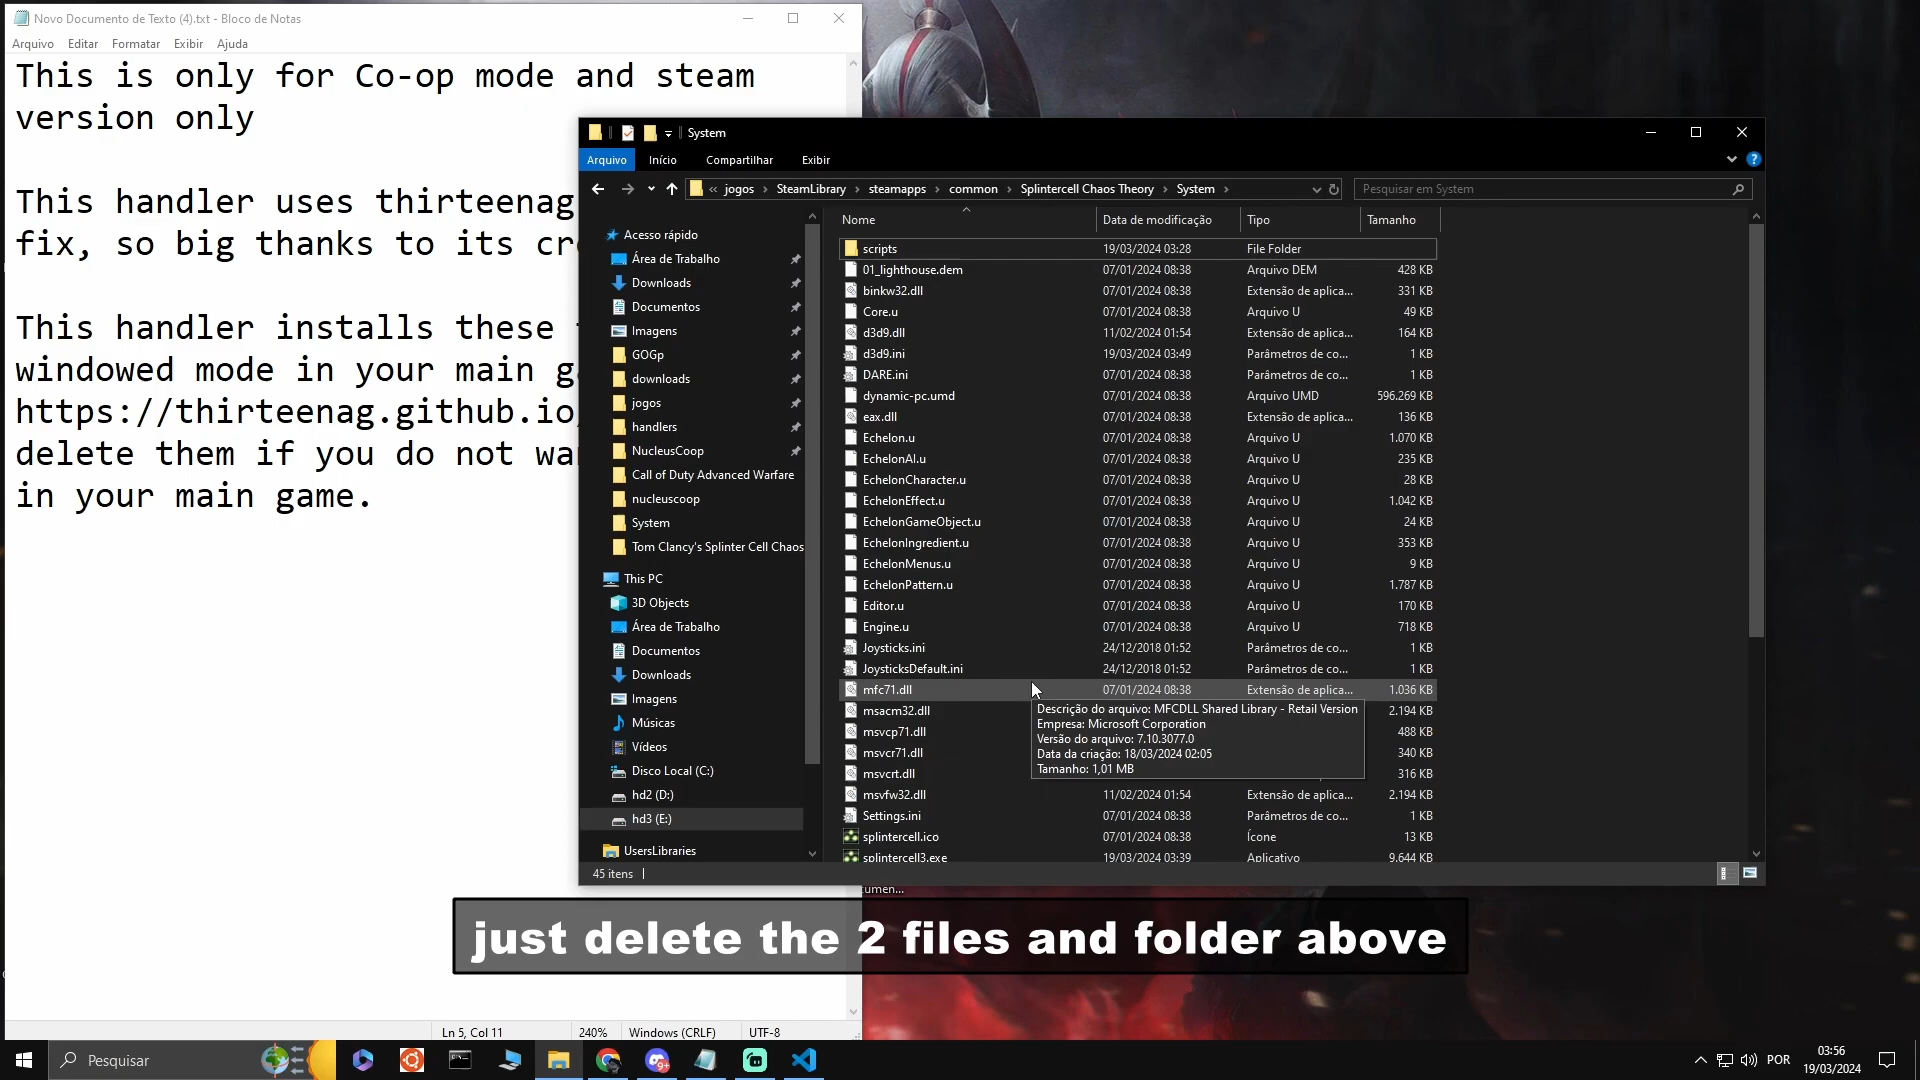 Novo Documento de Texto (4).txt - Bloco de Notas
Arquivo Editar Formatar Exibir Ajuda
This is only for Co-op mode and steam
version only
This handler uses thirteenag
fix, so big thanks to its
This handler installs these
windowed mode in your main
https://thirteenag.github.io/
delete them if you do not
in your main game.
Ln 5, Col 11 240% Windows (CRLF) UTF-8
System
Arquivo Início Compartilhar Exibir
« jogos › SteamLibrary › steamapps › common › Splintercell Chaos Theory › System ›
Pesquisar em System
Acesso rápido
Área de Trabalho
Downloads
Documentos
Imagens
GOGp
downloads
jogos
handlers
NucleusCoop
Call of Duty Advanced Warfare
nucleuscoop
System
Tom Clancy's Splinter Cell Chaos
This PC
3D Objects
Área de Trabalho
Documentos
Downloads
Imagens
Músicas
Vídeos
Disco Local (C:)
hd2 (D:)
hd3 (E:)
UsersLibraries
Nome Data de modificação Tipo Tamanho
scripts 19/03/2024 03:28 File Folder
01_lighthouse.dem 07/01/2024 08:38 Arquivo DEM 428 KB
binkw32.dll 07/01/2024 08:38 Extensão de aplica... 331 KB
Core.u 07/01/2024 08:38 Arquivo U 49 KB
d3d9.dll 11/02/2024 01:54 Extensão de aplica... 164 KB
d3d9.ini 19/03/2024 03:49 Parâmetros de co... 1 KB
DARE.ini 07/01/2024 08:38 Parâmetros de co... 1 KB
dynamic-pc.umd 07/01/2024 08:38 Arquivo UMD 596.269 KB
eax.dll 07/01/2024 08:38 Extensão de aplica... 136 KB
Echelon.u 07/01/2024 08:38 Arquivo U 1.070 KB
EchelonAI.u 07/01/2024 08:38 Arquivo U 235 KB
EchelonCharacter.u 07/01/2024 08:38 Arquivo U 28 KB
EchelonEffect.u 07/01/2024 08:38 Arquivo U 1.042 KB
EchelonGameObject.u 07/01/2024 08:38 Arquivo U 24 KB
EchelonIngredient.u 07/01/2024 08:38 Arquivo U 353 KB
EchelonMenus.u 07/01/2024 08:38 Arquivo U 9 KB
EchelonPattern.u 07/01/2024 08:38 Arquivo U 1.787 KB
Editor.u 07/01/2024 08:38 Arquivo U 170 KB
Engine.u 07/01/2024 08:38 Arquivo U 718 KB
Joysticks.ini 24/12/2018 01:52 Parâmetros de co... 1 KB
JoysticksDefault.ini 24/12/2018 01:52 Parâmetros de co... 1 KB
mfc71.dll 07/01/2024 08:38 Extensão de aplica... 1.036 KB
msacm32.dll 2.194 KB
msvcp71.dll 488 KB
msvcr71.dll 340 KB
msvcrt.dll 316 KB
msvfw32.dll 11/02/2024 01:54 Extensão de aplica... 2.194 KB
Settings.ini 07/01/2024 08:38 Parâmetros de co... 1 KB
splintercell.ico 07/01/2024 08:38 Ícone 13 KB
splintercell3.exe 19/03/2024 03:39 Aplicativo 9.644 KB
Descrição do arquivo: MFCDLL Shared Library - Retail Version
Empresa: Microsoft Corporation
Versão do arquivo: 7.10.3077.0
Data da criação: 18/03/2024 02:05
Tamanho: 1,01 MB
45 itens
just delete the 2 files and folder above
Pesquisar
9+
POR
03:56
19/03/2024